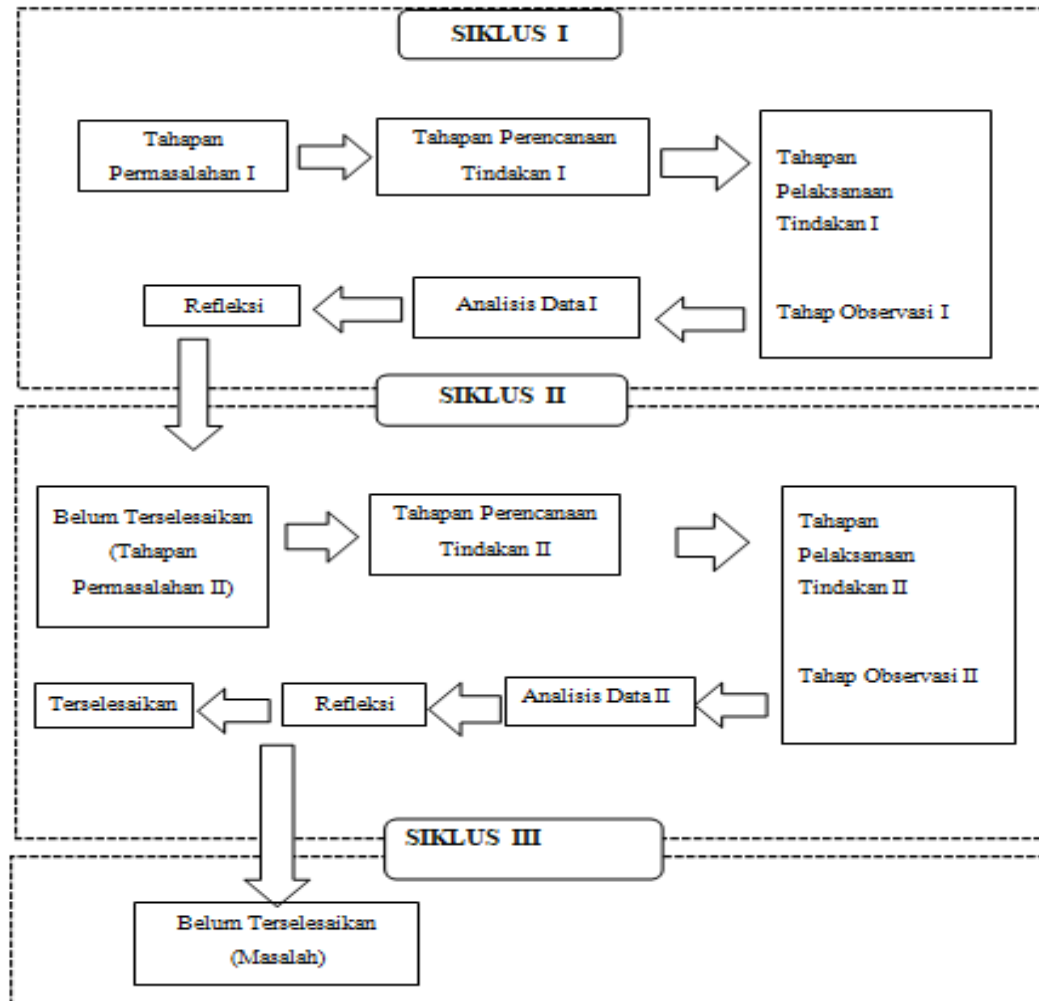 SIKLUS I
Tahapan
Permasalahan I
Tahapan Perencanaan
Tindakan I
Tahapan
Pelaksanaan
Tindakan I
Tahap Observasi I
Analisis Data I
Refleksi
SIKLUS II
Belum Terselesaikan
(Tahapan
Permasalahan II)
Tahapan Perencanaan
Tindakan II
Tahapan
Pelaksanaan
Tindakan II
Tahap Observasi II
Analisis Data II
Refleksi
Terselesaikan
SIKLUS III
Belum Terselesaikan
(Masalah)